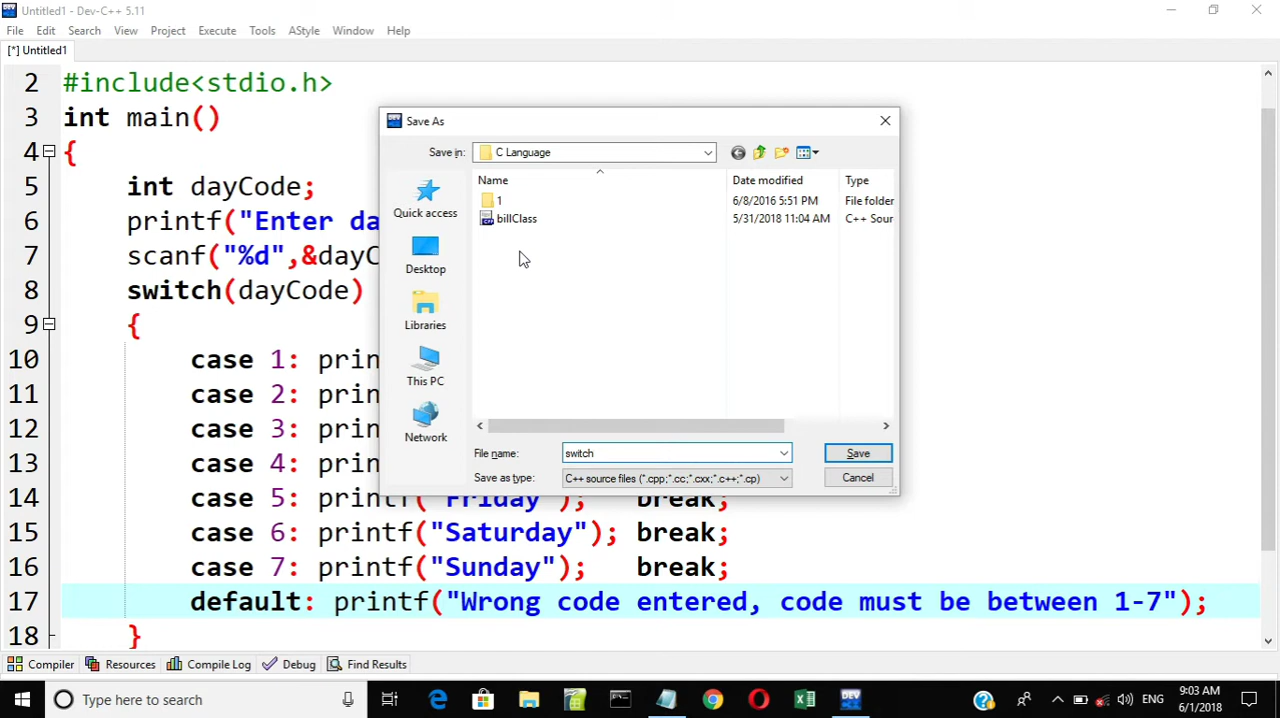 Untitled1 - Dev-C++ 5.11
File Edit Search View Project Execute Tools AStyle Window Help
[*] Untitled1
2 #include<stdio.h>
3 int main()
4 {
5 int dayCode;
6 printf("Enter da
7 scanf("%d",&dayC
8 switch(dayCode)
9 {
10 case 1: prin
11 case 2: prin
12 case 3: prin
13 case 4: prin
14 case 5: printf("Friday"); break;
15 case 6: printf("Saturday"); break;
16 case 7: printf("Sunday"); break;
17 default: printf("Wrong code entered, code must be between 1-7");
18 }
Save As
Save in: C Language
Name Date modified Type
1 6/8/2016 5:51 PM File folder
billClass 5/31/2018 11:04 AM C++ Sour
Quick access
Desktop
Libraries
This PC
Network
File name: switch Save
Save as type: C++ source files (*.cpp;*.cc;*.cxx;*.c++;*.cp) Cancel
Compiler Resources Compile Log Debug Find Results
Type here to search
ENG
9:03 AM
6/1/2018